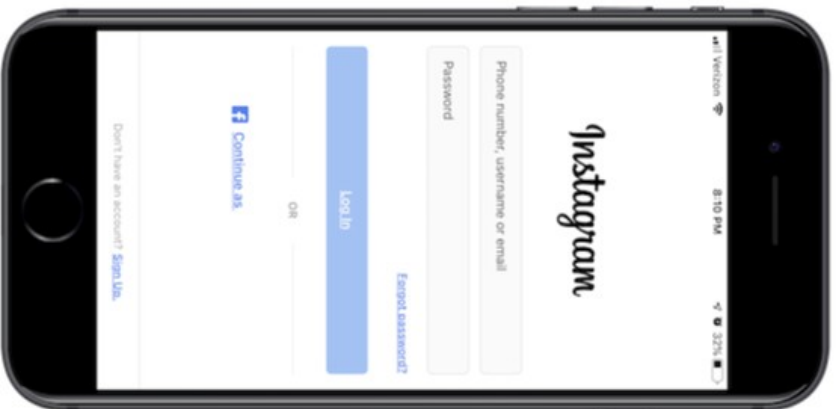 Verizon 8:10 PM 32%
Instagram
Phone number, username or email
Password
Forgot password?
Log In
OR
f Continue as
Don't have an account? Sign Up.